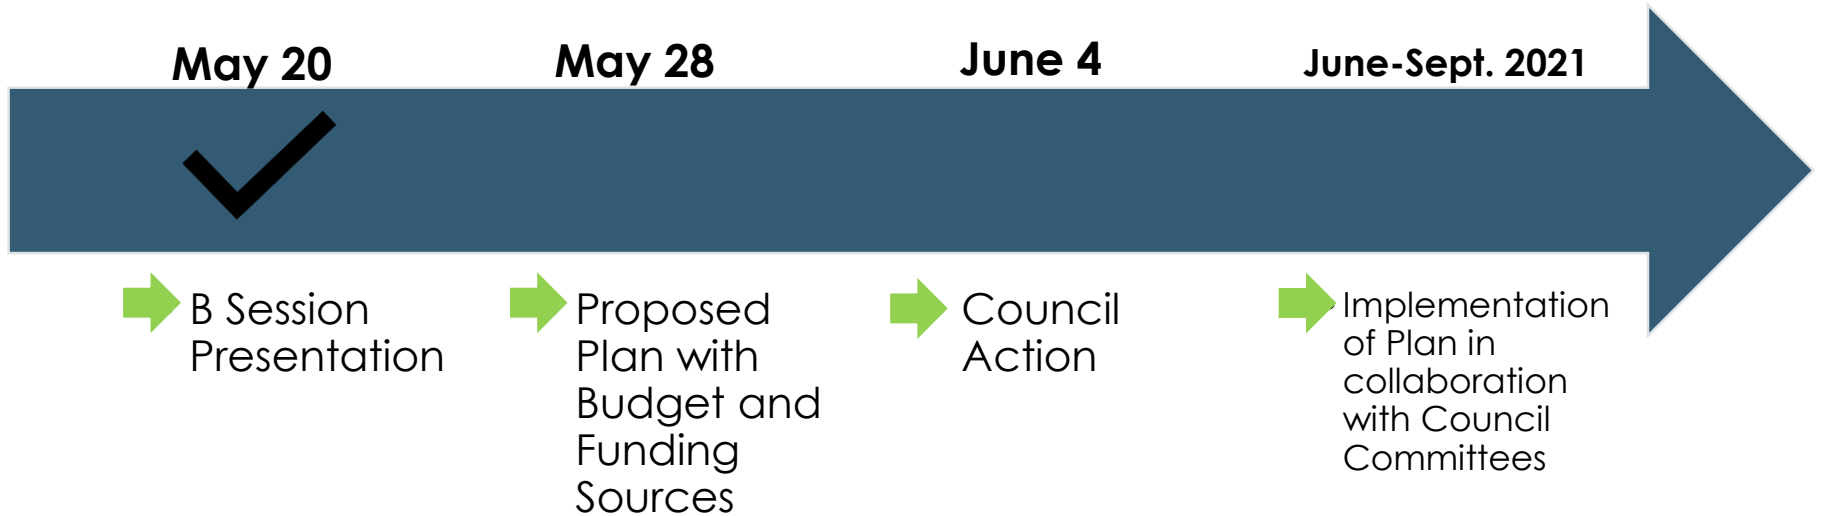 May 20
May 28
June 4
June-Sept. 2021
B Session
Presentation
Proposed
Plan with
Budget and
Funding
Sources
Council
Action
Implementation
of Plan in
collaboration
with Council
Committees